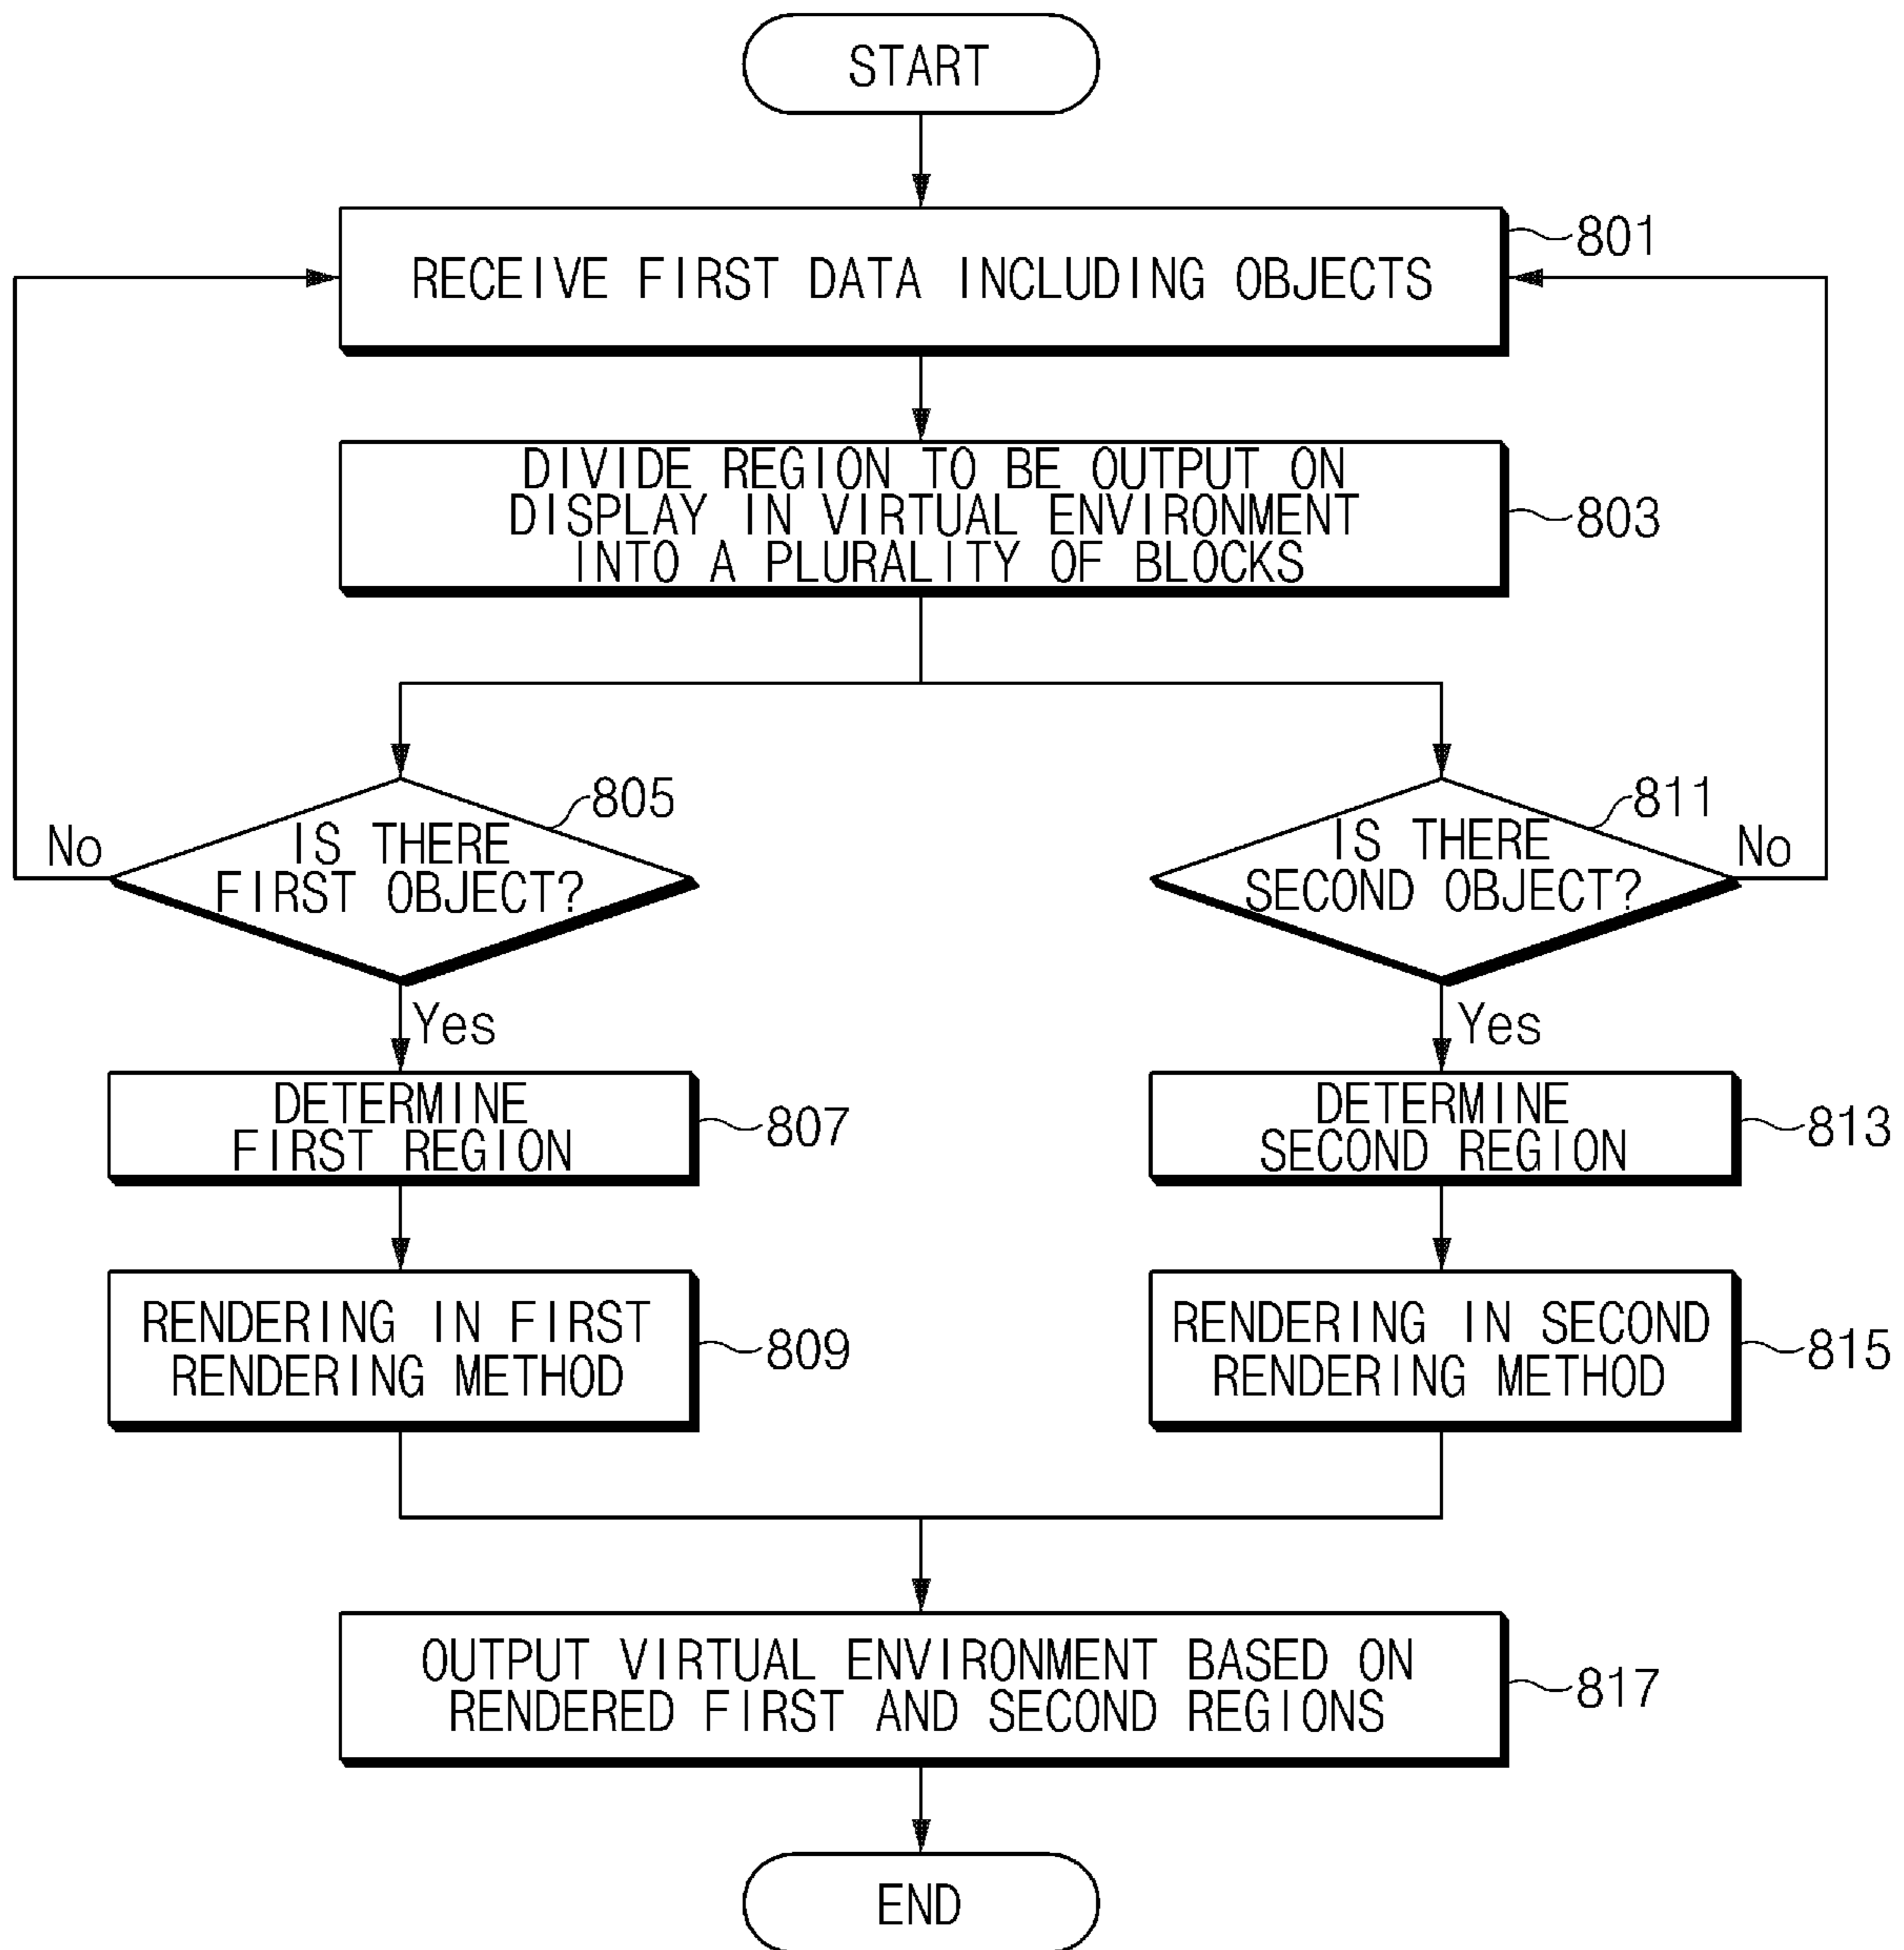 START
RECEIVE FIRST DATA INCLUDING OBJECTS
801
DIVIDE REGION TO BE OUTPUT ON
DISPLAY IN VIRTUAL ENVIRONMENT
INTO A PLURALITY OF BLOCKS
803
No
IS THERE
FIRST OBJECT?
805
Yes
DETERMINE
FIRST REGION
807
RENDERING IN FIRST
RENDERING METHOD
809
IS THERE
SECOND OBJECT?
811
No
Yes
DETERMINE
SECOND REGION
813
RENDERING IN SECOND
RENDERING METHOD
815
OUTPUT VIRTUAL ENVIRONMENT BASED ON
RENDERED FIRST AND SECOND REGIONS
817
END